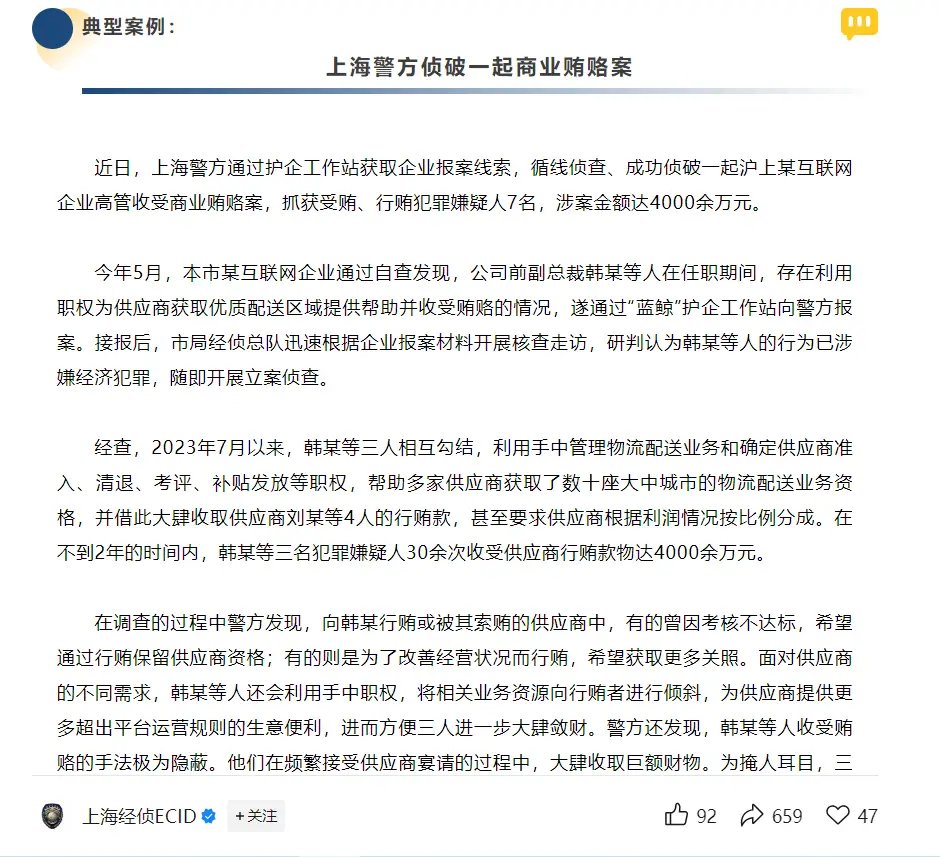 典型案例：
上海警方侦破一起商业贿赂案
近日，上海警方通过护企工作站获取企业报案线索，循线侦查、成功侦破一起沪上某互联网
企业高管收受商业贿赂案，抓获受贿、行贿犯罪嫌疑人7名，涉案金额达4000余万元。
今年5月，本市某互联网企业通过自查发现，公司前副总裁韩某等人在任职期间，存在利用
职权为供应商获取优质配送区域提供帮助并收受贿赂的情况，遂通过“蓝鲸”护企工作站向警方报
案。接报后，市局经侦总队迅速根据企业报案材料开展核查走访，研判认为韩某等人的行为已涉
嫌经济犯罪，随即开展立案侦查。
经查，2023年7月以来，韩某等三人相互勾结，利用手中管理物流配送业务和确定供应商准
入、清退、考评、补贴发放等职权，帮助多家供应商获取了数十座大中城市的物流配送业务资
格，并借此大肆收取供应商刘某等4人的行贿款，甚至要求供应商根据利润情况按比例分成。在
不到2年的时间内，韩某等三名犯罪嫌疑人30余次收受供应商行贿款物达4000余万元。
在调查的过程中警方发现，向韩某行贿或被其索贿的供应商中，有的曾因考核不达标，希望
通过行贿保留供应商资格；有的则是为了改善经营状况而行贿，希望获取更多关照。面对供应商
的不同需求，韩某等人还会利用手中职权，将相关业务资源向行贿者进行倾斜，为供应商提供更
多超出平台运营规则的生意便利，进而方便三人进一步大肆敛财。警方还发现，韩某等人收受贿
赂的手法极为隐蔽。他们在频繁接受供应商宴请的过程中，大肆收取巨额财物。为掩人耳目，三
上海经侦ECID +关注 92 659 47